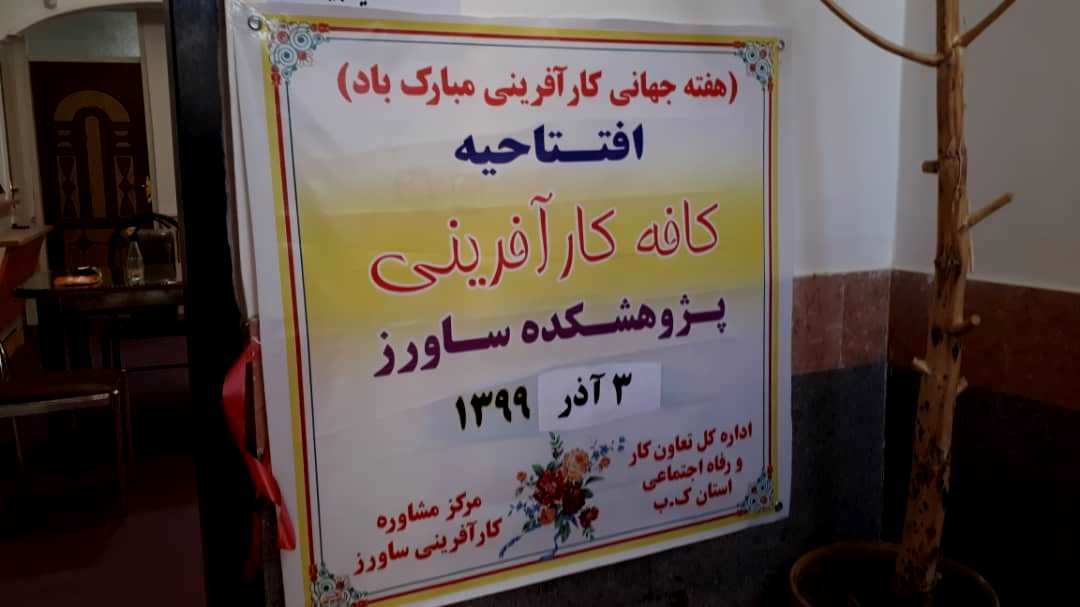 (هفته جهانی کارآفرینی مبارک باد)
افتتاحیه
کافه کارآفرینی
پژوهشکده ساورز
۳ آذر ۱۳۹۹
اداره کل تعاون کار
و رفاه اجتماعی
استان ک.ب
مرکز مشاوره
کارآفرینی ساورز